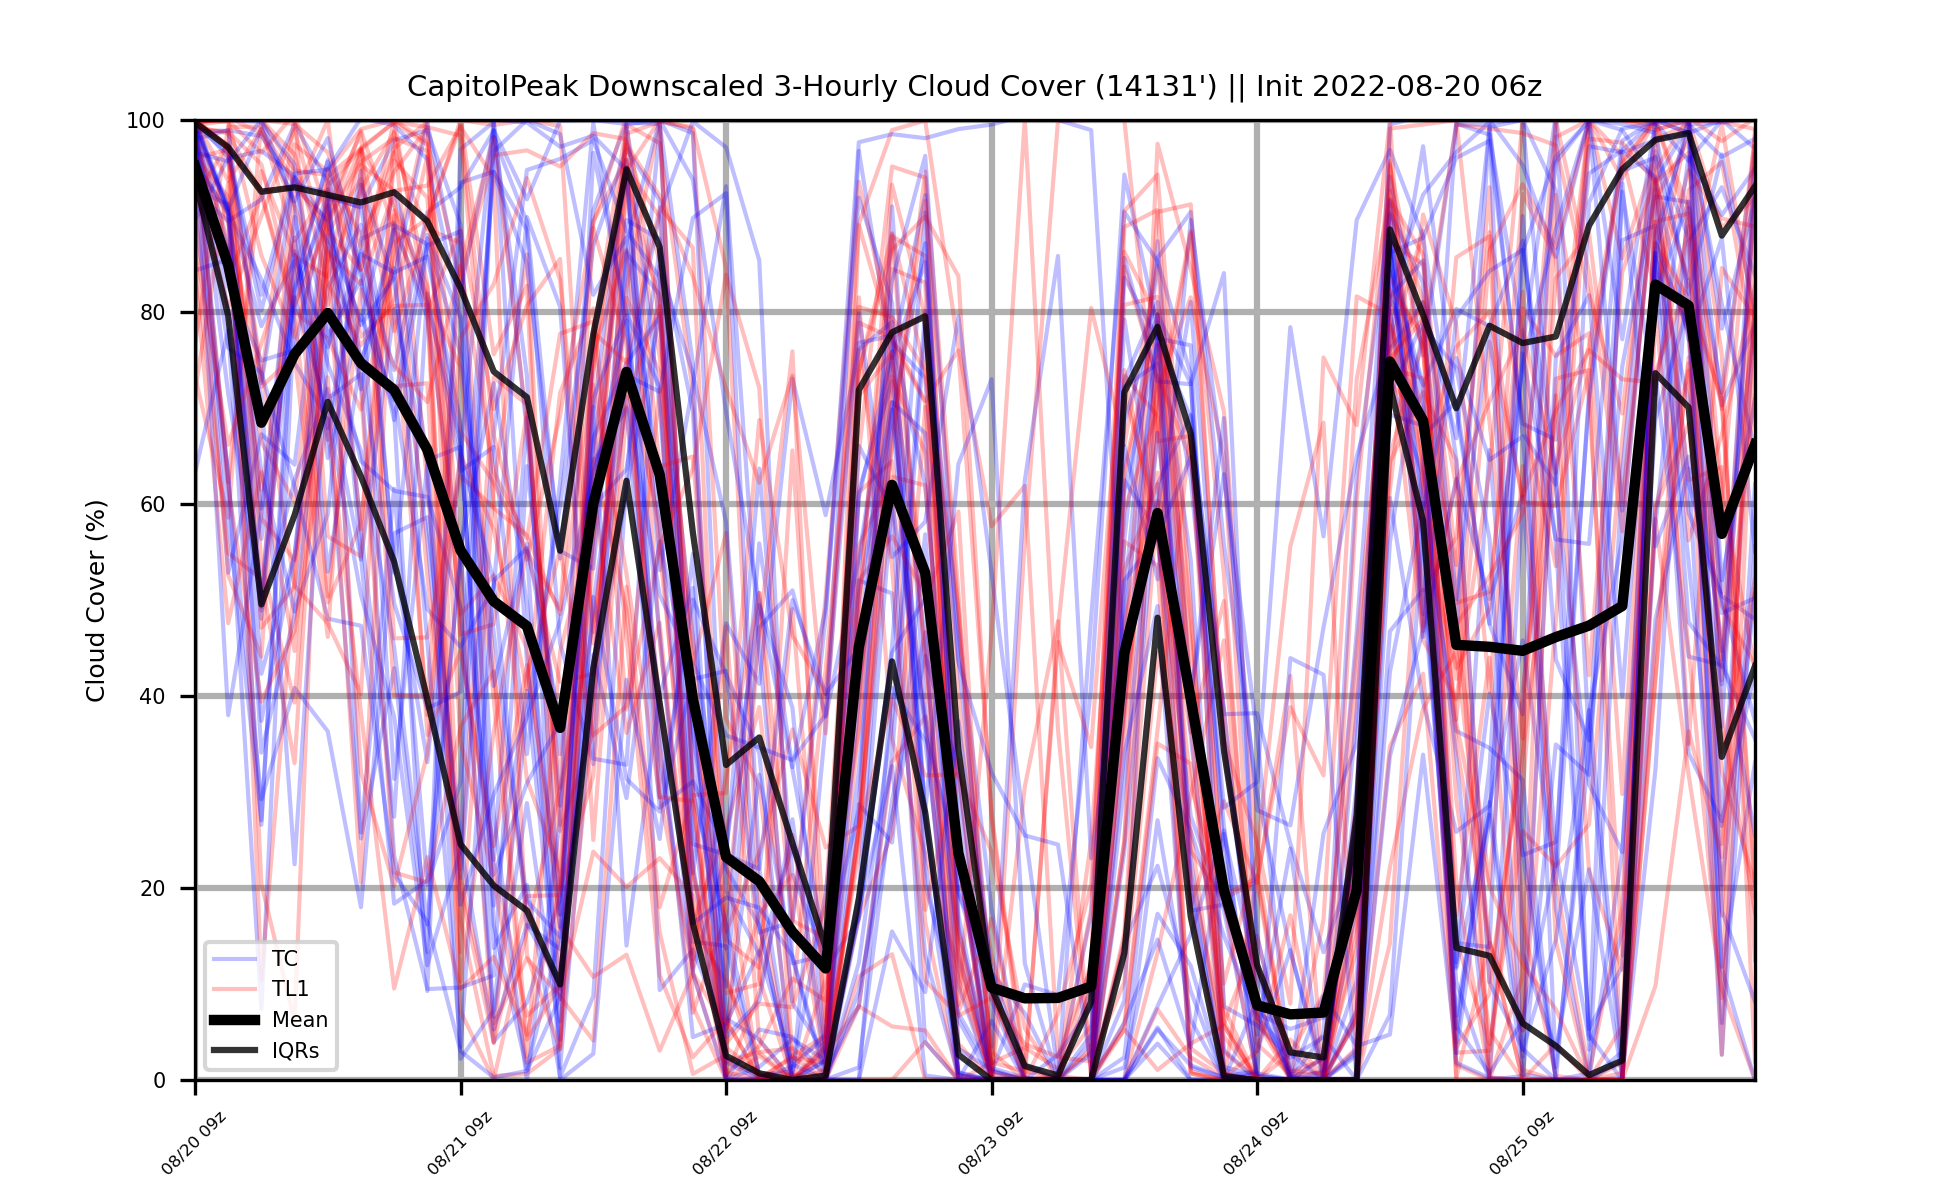 CapitolPeak Downscaled 3-Hourly Cloud Cover (14131') || Init 2022-08-20 06z
Cloud Cover (%)
100
80
60
40
20
0
TC
TL1
Mean
IQRs
08/20 09z
08/21 09z
08/22 09z
08/23 09z
08/24 09z
08/25 09z